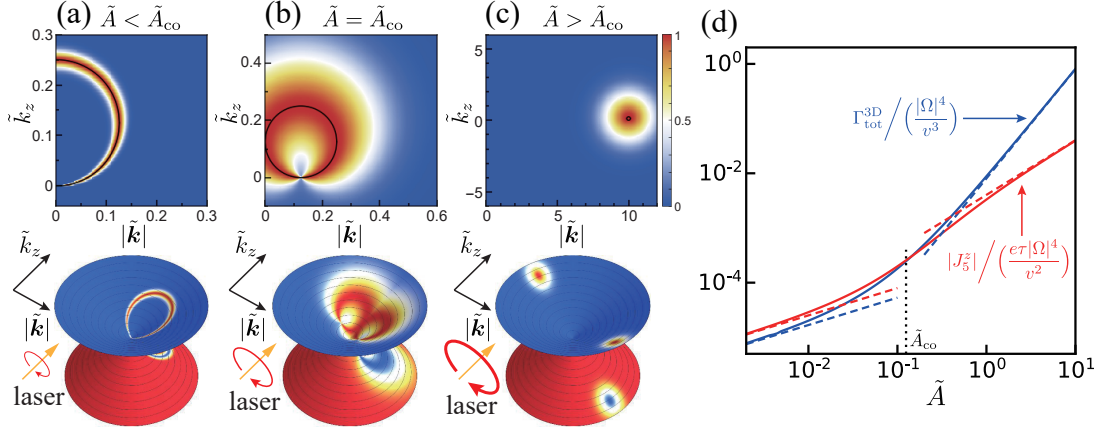 (a) Ã < Ã_co
(b) Ã = Ã_co
(c) Ã > Ã_co
(d)
k̃_z
0.3
0.2
0.1
0
0 0.1 0.2 0.3
|k̃|
k̃_z
0.4
0.2
0
0 0.2 0.4 0.6
|k̃|
k̃_z
5
0
−5
0 5 10
|k̃|
1
0.5
0
k̃_z
|k̃|
laser
k̃_z
|k̃|
laser
k̃_z
|k̃|
laser
10^0
10^-2
10^-4
Γ_tot^3D / (|Ω|^4 / v^3)
|J_5^z| / (eτ|Ω|^4 / v^2)
Ã_co
10^-2 10^-1 10^0 10^1
Ã